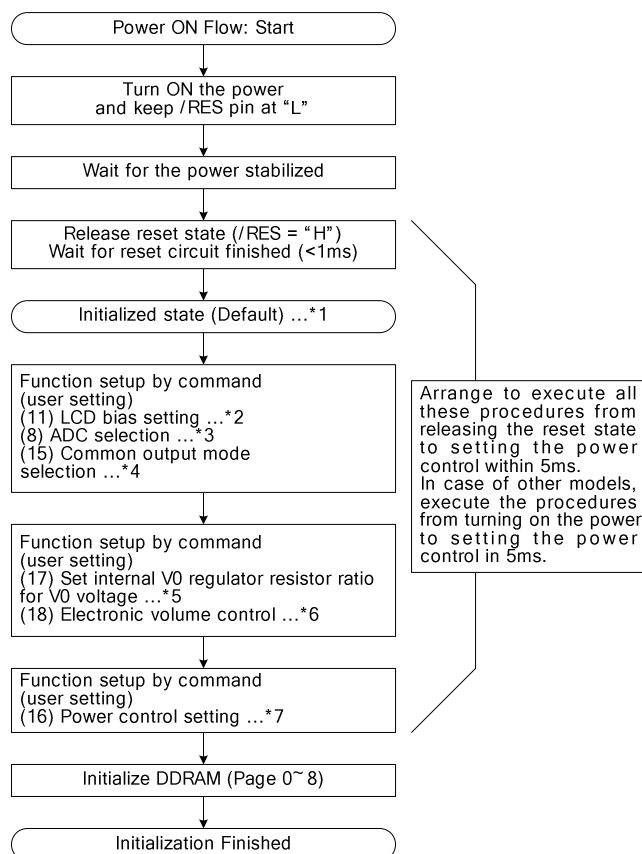 Power ON Flow: Start
Turn ON the power
and keep /RES pin at “L”
Wait for the power stabilized
Release reset state (/RES = “H”)
Wait for reset circuit finished (<1ms)
Initialized state (Default) ...*1
Function setup by command
(user setting)
(11) LCD bias setting ...*2
(8) ADC selection ...*3
(15) Common output mode
selection ...*4
Function setup by command
(user setting)
(17) Set internal V0 regulator resistor ratio
for V0 voltage ...*5
(18) Electronic volume control ...*6
Function setup by command
(user setting)
(16) Power control setting ...*7
Initialize DDRAM (Page 0~8)
Initialization Finished
Arrange to execute all
these procedures from
releasing the reset state
to setting the power
control within 5ms.
In case of other models,
execute the procedures
from turning on the power
to setting the power
control in 5ms.